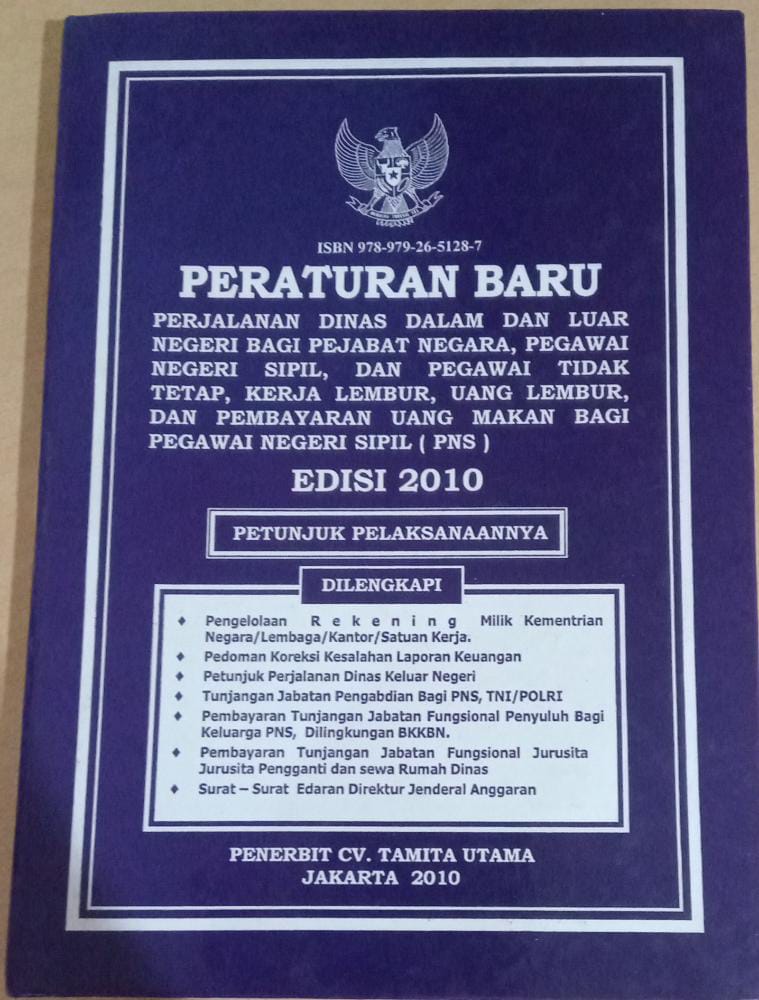 ISBN 978-979-26-5128-7
PERATURAN BARU
PERJALANAN DINAS DALAM DAN LUAR
NEGERI BAGI PEJABAT NEGARA, PEGAWAI
NEGERI SIPIL, DAN PEGAWAI TIDAK
TETAP, KERJA LEMBUR, UANG LEMBUR,
DAN PEMBAYARAN UANG MAKAN BAGI
PEGAWAI NEGERI SIPIL ( PNS )
EDISI 2010
PETUNJUK PELAKSANAANNYA
DILENGKAPI
♦ Pengelolaan R e k e n i n g Milik Kementrian
Negara/Lembaga/Kantor/Satuan Kerja.
♦ Pedoman Koreksi Kesalahan Laporan Keuangan
♦ Petunjuk Perjalanan Dinas Keluar Negeri
♦ Tunjangan Jabatan Pengabdian Bagi PNS, TNI/POLRI
♦ Pembayaran Tunjangan Jabatan Fungsional Penyuluh Bagi
Keluarga PNS, Dilingkungan BKKBN.
♦ Pembayaran Tunjangan Jabatan Fungsional Jurusita
Jurusita Pengganti dan sewa Rumah Dinas
♦ Surat – Surat Edaran Direktur Jenderal Anggaran
PENERBIT CV. TAMITA UTAMA
JAKARTA 2010